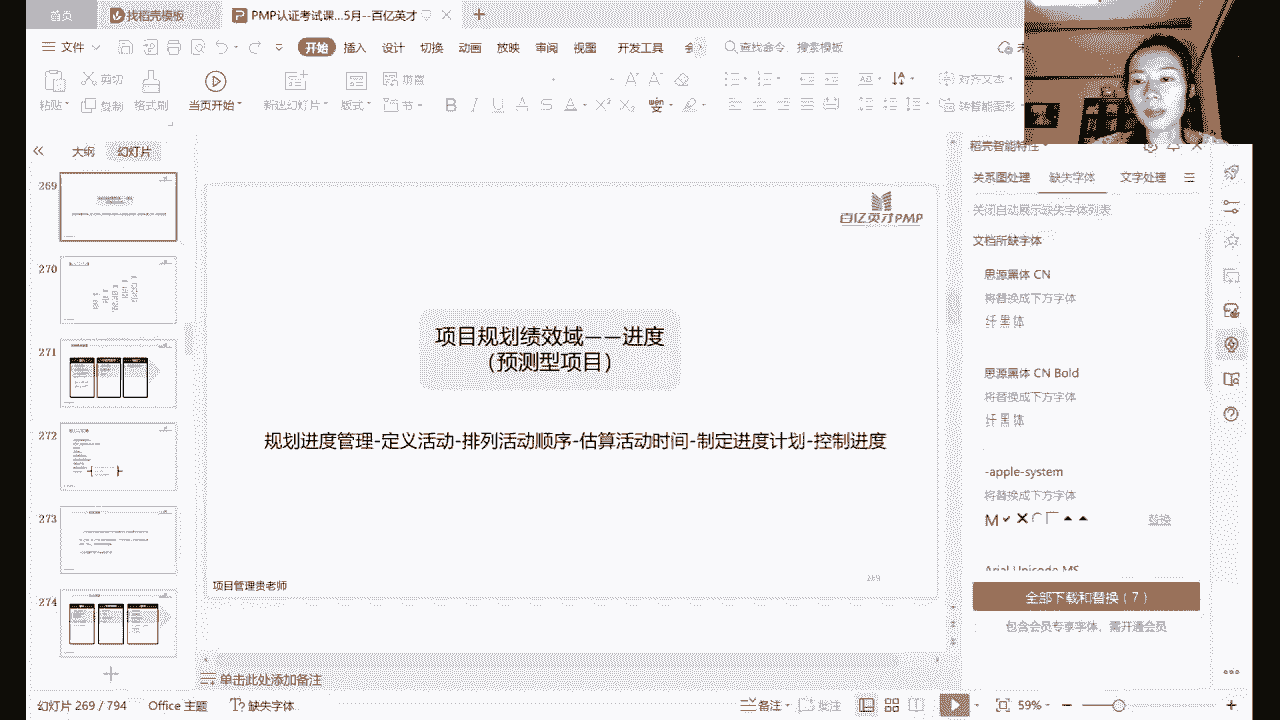 首页
找稻壳模板
PMP认证考试课...5月--百亿英才
文件
开始
插入
设计
切换
动画
放映
审阅
视图
开发工具
查找命令、搜索模板
粘贴
剪切
复制
格式刷
当页开始
新建幻灯片
版式
节
B I U A S A X² X₂
对齐文本
转智能图形
大纲
幻灯片
269
270
271
272
273
274
百亿英才PMP
项目规划绩效域——进度
（预测型项目）
规划进度管理-定义活动-排列活动顺序-估算活动时间-制定进度计划-控制进度
项目管理贵老师
269
稻壳智能特性
关系图处理
缺失字体
文字处理
关闭自动展示缺失字体列表
文档所缺字体
思源黑体 CN
将替换成下方字体
纤黑体
思源黑体 CN Bold
将替换成下方字体
纤黑体
-apple-system
将替换成下方字体
替换
Arial Unicode MS
全部下载和替换（7）
包含会员专享字体，需开通会员
单击此处添加备注
幻灯片 269 / 794
Office 主题
缺失字体
备注
批注
59%